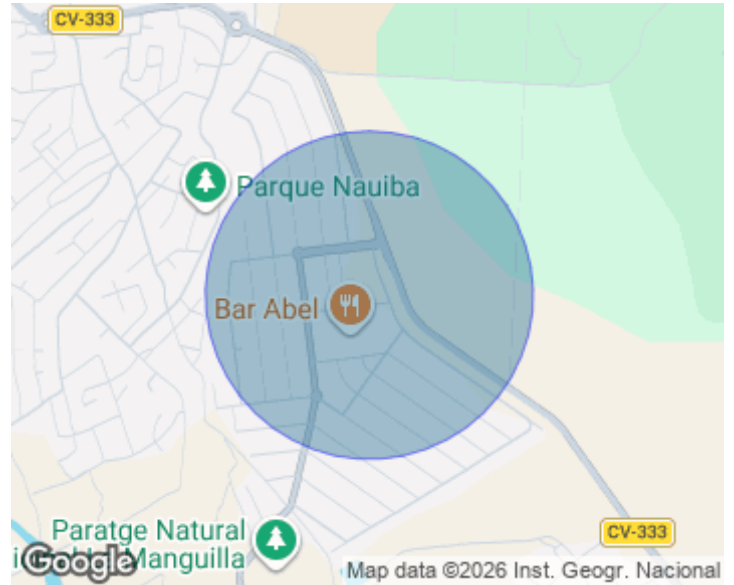 CV-333
Parque Nauiba
Bar Abel
Paratge Natural
Manguilla
CV-333
Google
Map data ©2026 Inst. Geogr. Nacional